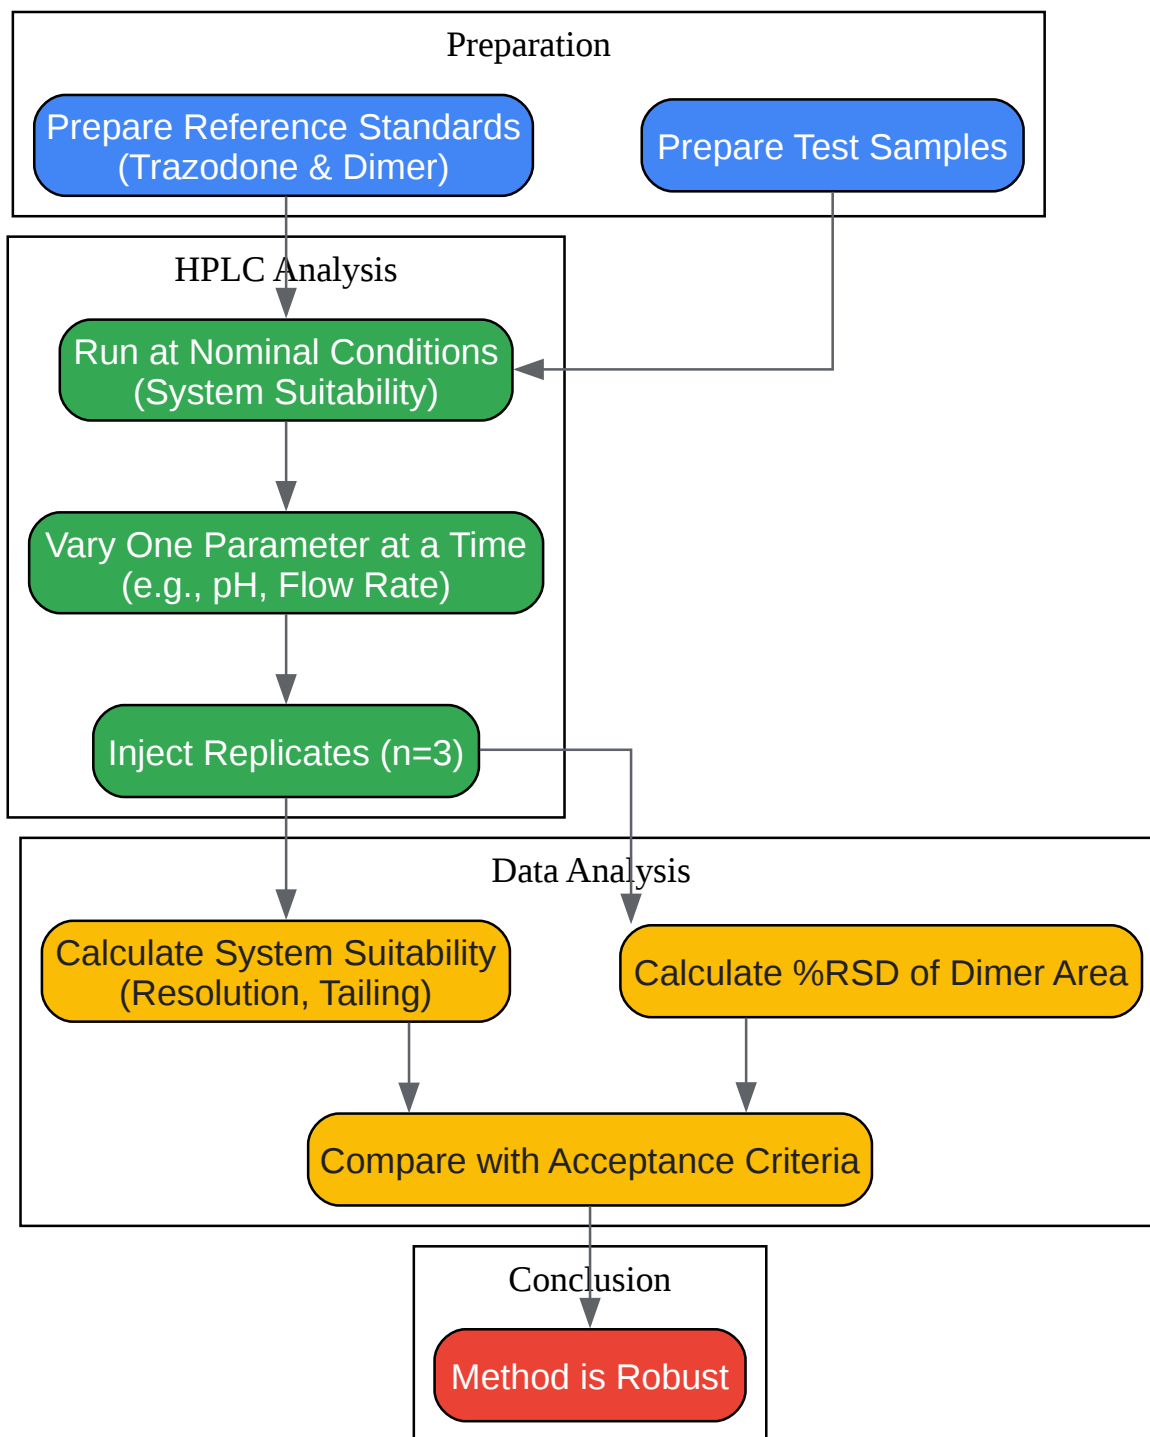 Preparation
Prepare Reference Standards
(Trazodone & Dimer)
Prepare Test Samples
HPLC Analysis
Run at Nominal Conditions
(System Suitability)
Vary One Parameter at a Time
(e.g., pH, Flow Rate)
Inject Replicates (n=3)
Data Analysis
Calculate System Suitability
(Resolution, Tailing)
Calculate %RSD of Dimer Area
Compare with Acceptance Criteria
Conclusion
Method is Robust